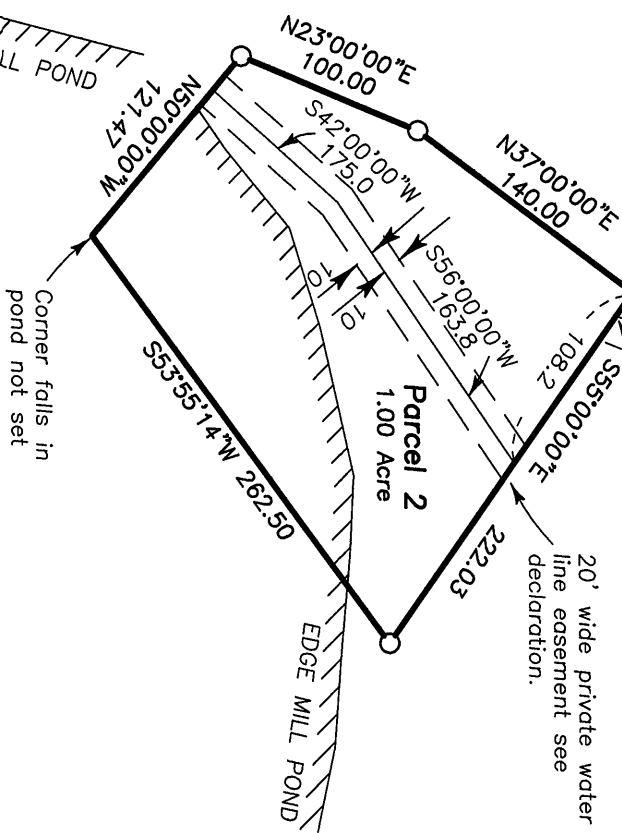 N23°00'00"E
100.00
N37°00'00"E
140.00
LL POND
N50°00'00"W
121.47
S42°00'00"W
175.0
S56°00'00"W
163.8
10
10
108.2
S55°00'00"E
222.03
Parcel 2
1.00 Acre
S53°55'14"W 262.50
Corner falls in
pond not set
20' wide private water
line easement see
declaration.
EDGE MILL POND